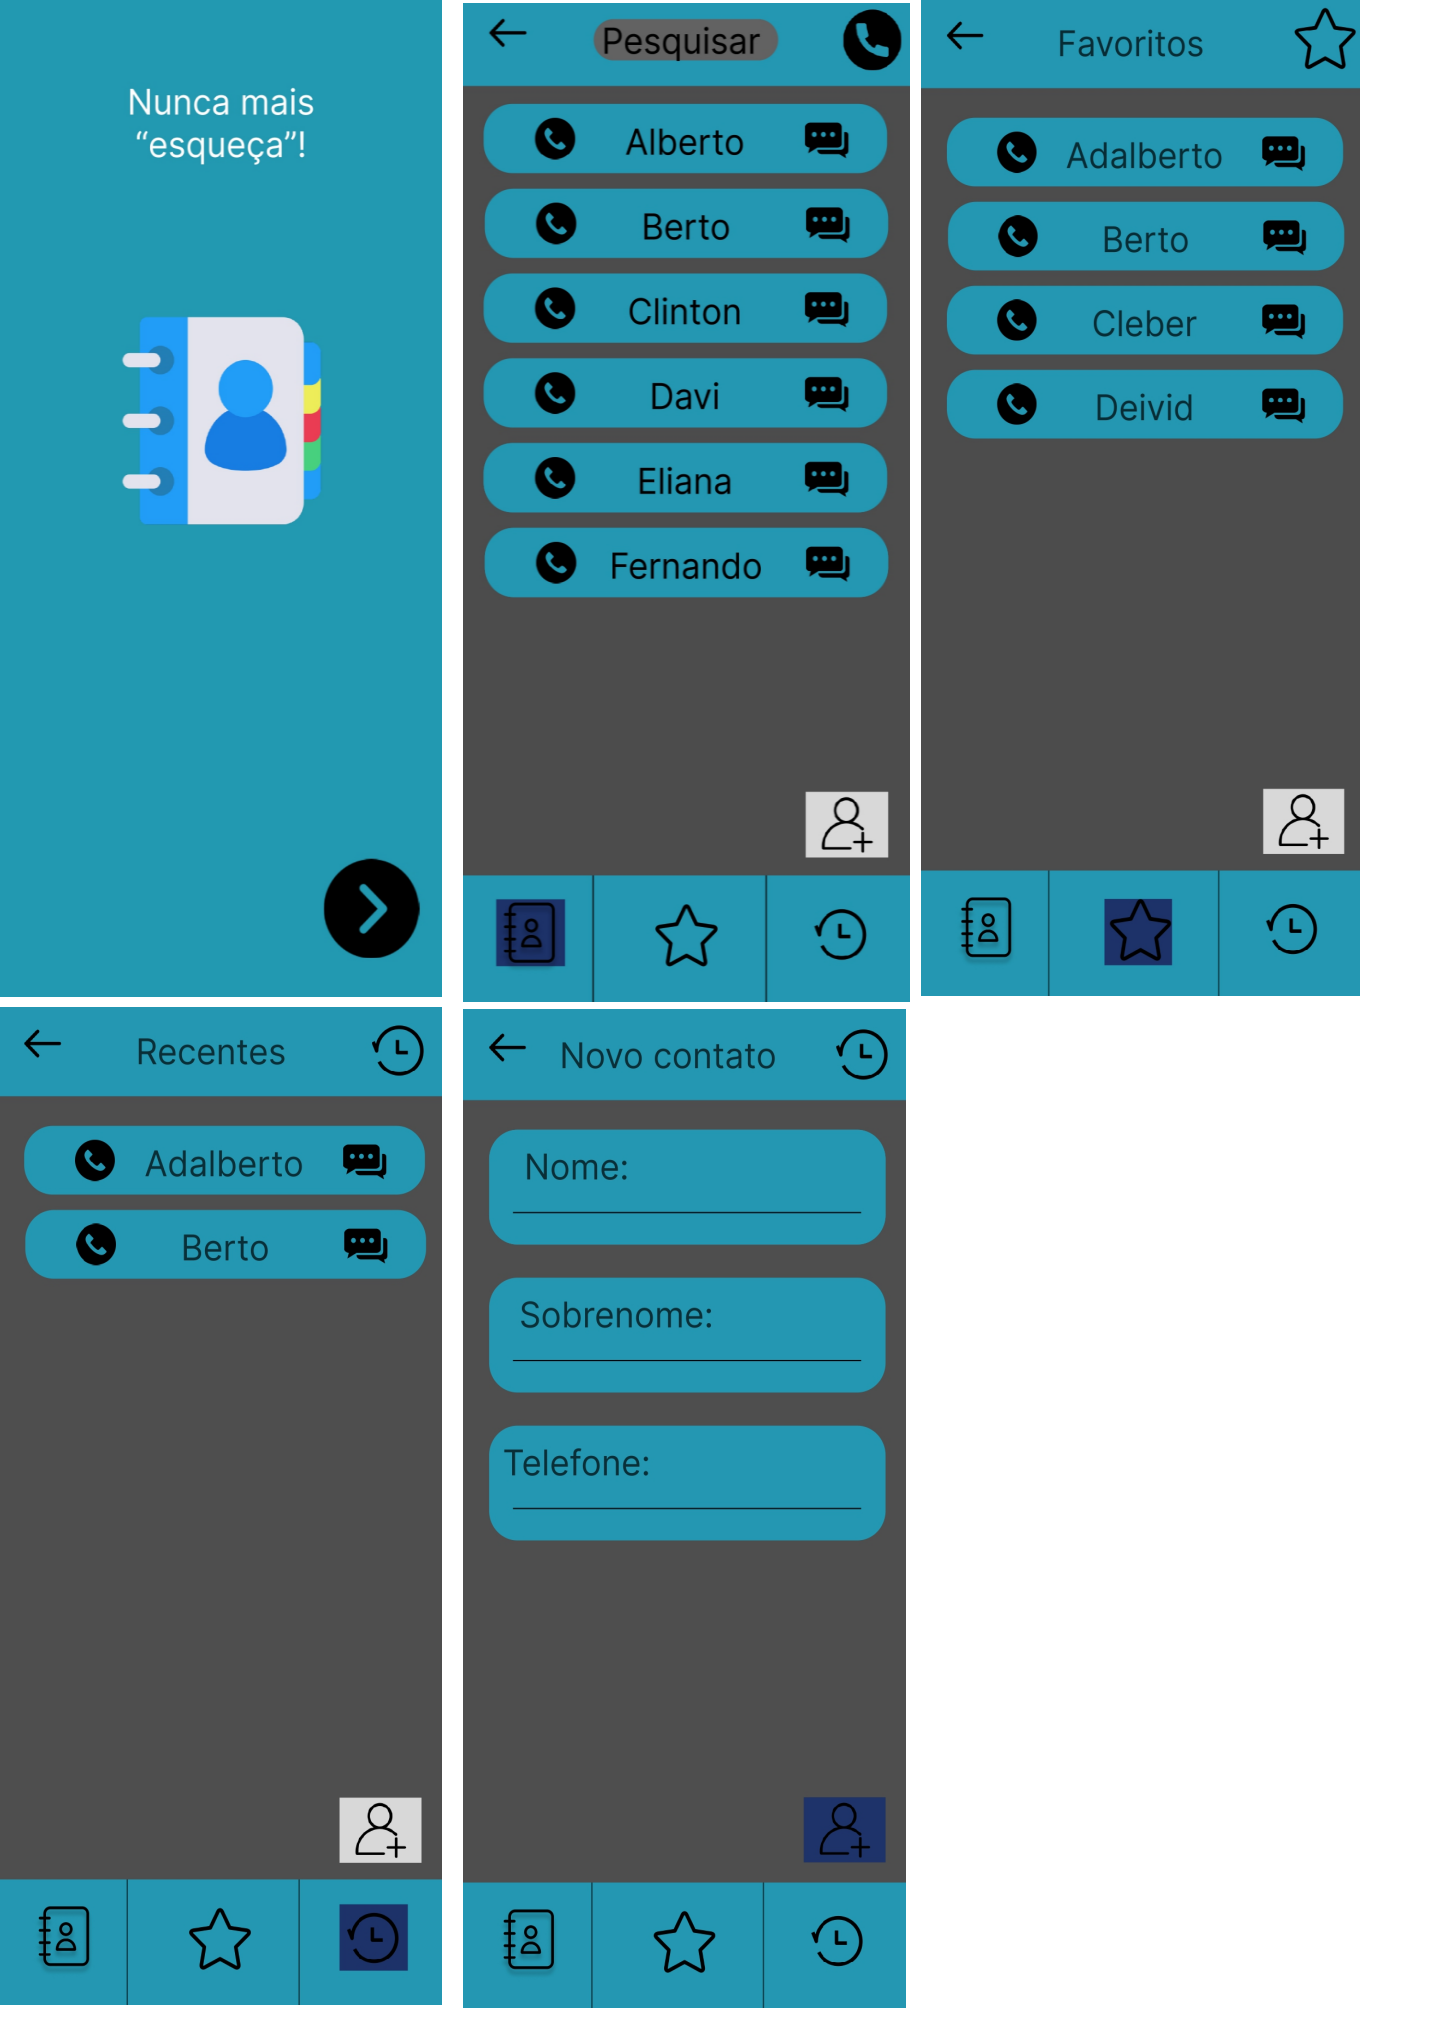 Nunca mais
“esqueça”!
Pesquisar
Alberto
Berto
Clinton
Davi
Eliana
Fernando
Favoritos
Adalberto
Berto
Cleber
Deivid
Recentes
Adalberto
Berto
Novo contato
Nome:
Sobrenome:
Telefone: